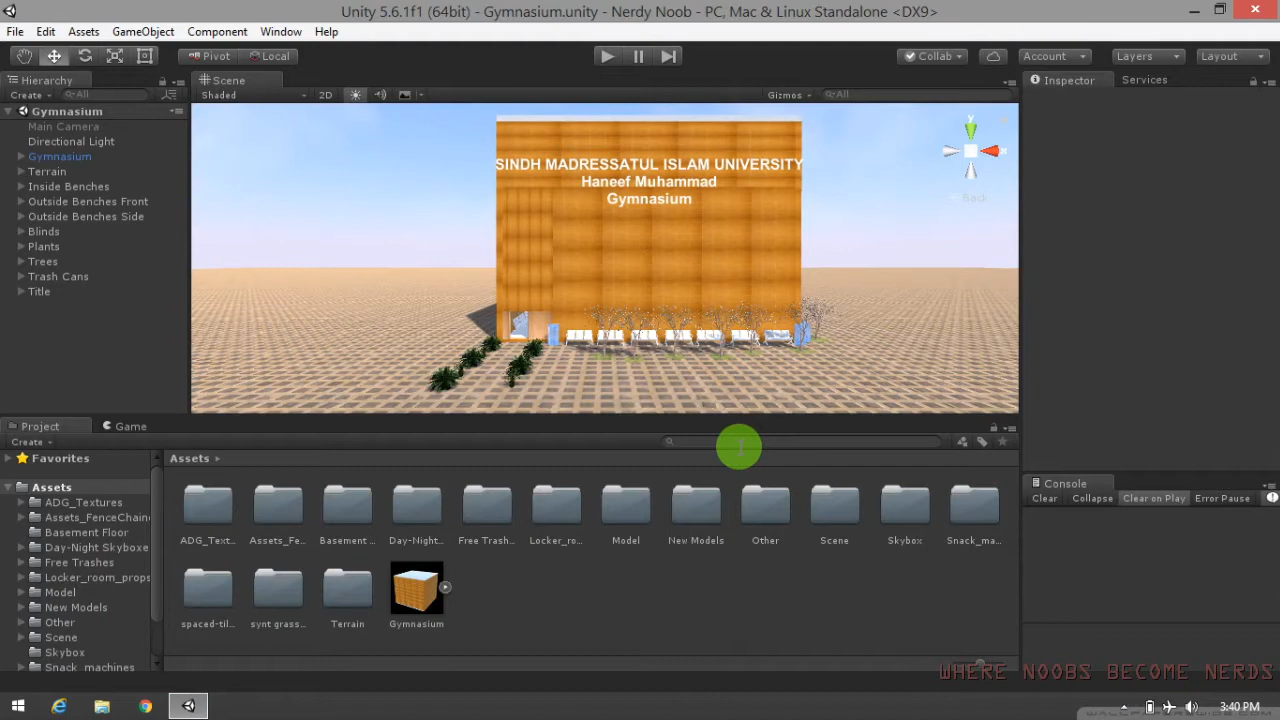 Unity 5.6.1f1 (64bit) - Gymnasium.unity - Nerdy Noob - PC, Mac & Linux Standalone <DX9>
File Edit Assets GameObject Component Window Help
Pivot Local Collab Account Layers Layout
Hierarchy Scene Inspector Services
Create All Shaded 2D Gizmos All
Gymnasium
Main Camera
Directional Light
Gymnasium
Terrain
Inside Benches
Outside Benches Front
Outside Benches Side
Blinds
Plants
Trees
Trash Cans
Title
SINDH MADRESSATUL ISLAM UNIVERSITY
Haneef Muhammad
Gymnasium
y
x
Back
Project Game
Create
Favorites
Assets
ADG_Textures
Assets_FenceChain
Basement Floor
Day-Night Skyboxe
Free Trashes
Locker_room_props
Model
New Models
Other
Scene
Skybox
Snack_machines
Assets
ADG_Text... Assets_Fe... Basement ... Day-Night... Free Trash... Locker_ro... Model New Models Other Scene Skybox Snack_ma...
spaced-til... synt grass... Terrain Gymnasium
Console
Clear Collapse Clear on Play Error Pause
WHERE NOOBS BECOME NERDS
3:40 PM